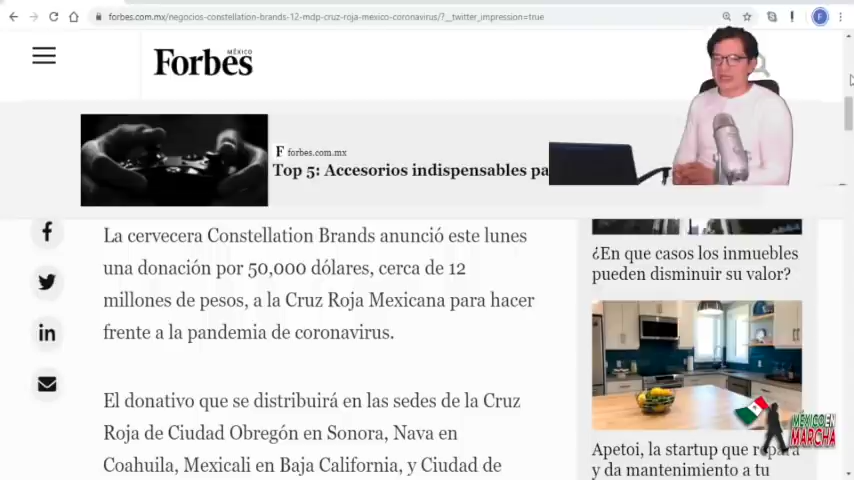 forbes.com.mx/negocios-constellation-brands-12-mdp-cruz-roja-mexico-coronavirus/?__twitter_impression=true
F
MÉXICO
Forbes
F forbes.com.mx
Top 5: Accesorios indispensables pa
La cervecera Constellation Brands anunció este lunes
una donación por 50,000 dólares, cerca de 12
millones de pesos, a la Cruz Roja Mexicana para hacer
frente a la pandemia de coronavirus.
El donativo que se distribuirá en las sedes de la Cruz
Roja de Ciudad Obregón en Sonora, Nava en
Coahuila, Mexicali en Baja California, y Ciudad de
¿En que casos los inmuebles
pueden disminuir su valor?
Apetoi, la startup que repara
y da mantenimiento a tu
MÉXICO EN
MARCHA